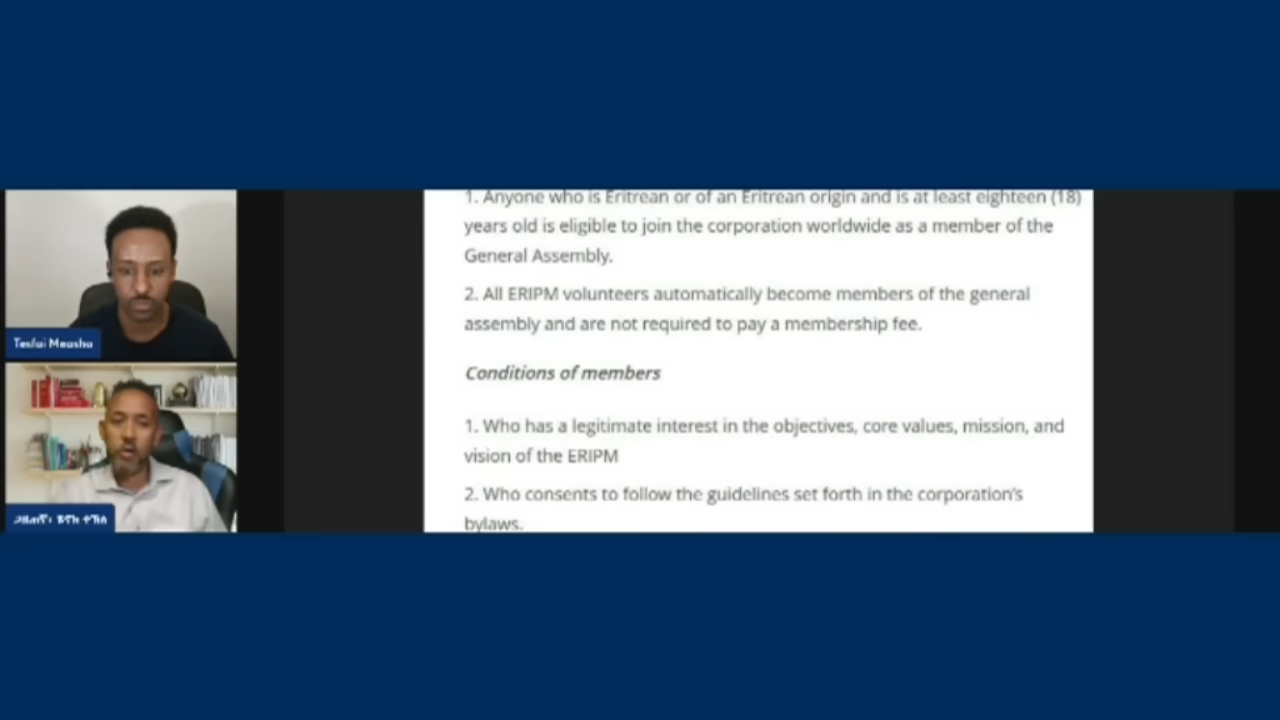 1. Anyone who is Eritrean or of an Eritrean origin and is at least eighteen (18)
years old is eligible to join the corporation worldwide as a member of the
General Assembly.
2. All ERIPM volunteers automatically become members of the general
assembly and are not required to pay a membership fee.
Conditions of members
1. Who has a legitimate interest in the objectives, core values, mission, and
vision of the ERIPM
2. Who consents to follow the guidelines set forth in the corporation's
bylaws.
Tesfai